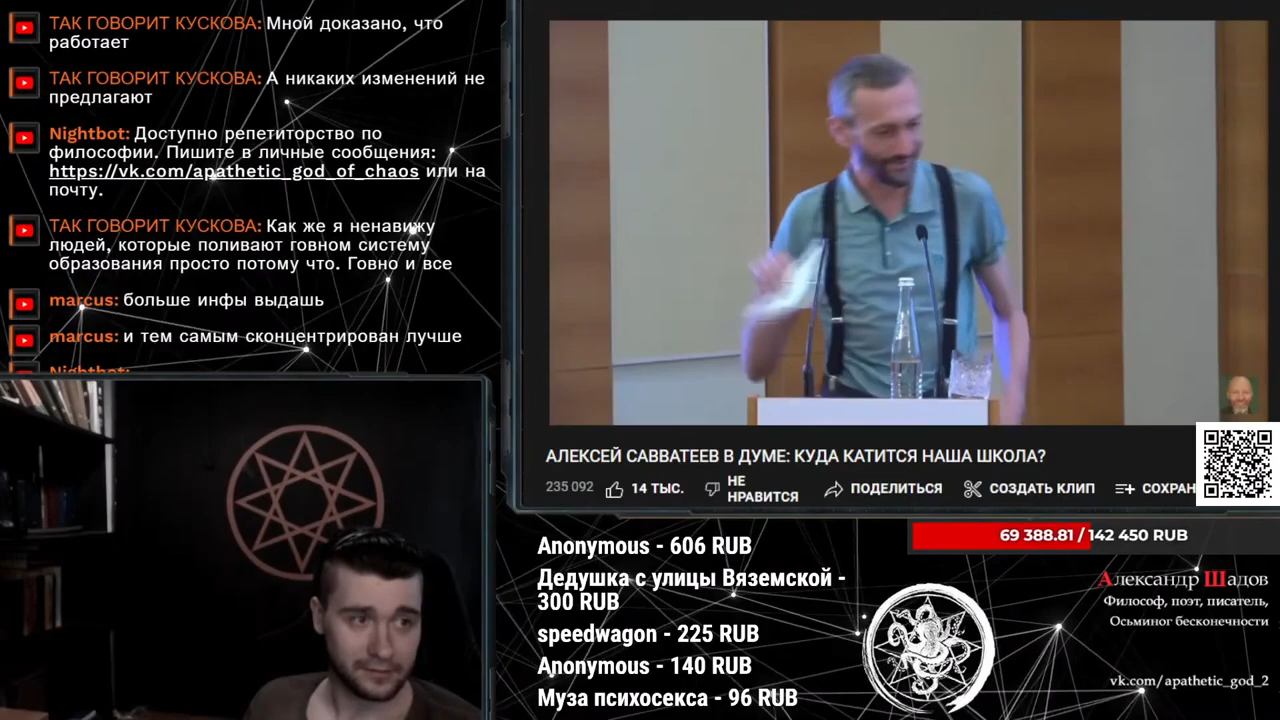 ТАК ГОВОРИТ КУСКОВА: Мной доказано, что
работает
ТАК ГОВОРИТ КУСКОВА: А никаких изменений не
предлагают
Nightbot: Доступно репетиторство по
философии. Пишите в личные сообщения:
https://vk.com/apathetic_god_of_chaos или на
почту.
ТАК ГОВОРИТ КУСКОВА: Как же я ненавижу
людей, которые поливают говном систему
образования просто потому что. Говно и все
marcus: больше инфы выдашь
marcus: и тем самым сконцентрирован лучше
Nightbot:
АЛЕКСЕЙ САВВАТЕЕВ В ДУМЕ: КУДА КАТИТСЯ НАША ШКОЛА?
235 092 14 ТЫС. НЕ НРАВИТСЯ ПОДЕЛИТЬСЯ СОЗДАТЬ КЛИП СОХРАН
69 388.81 / 142 450 RUB
Anonymous - 606 RUB
Дедушка с улицы Вяземской -
300 RUB
speedwagon - 225 RUB
Anonymous - 140 RUB
Муза психосекса - 96 RUB
Александр Шадов
Философ, поэт, писатель,
Осьминог бесконечности
vk.com/apathetic_god_2